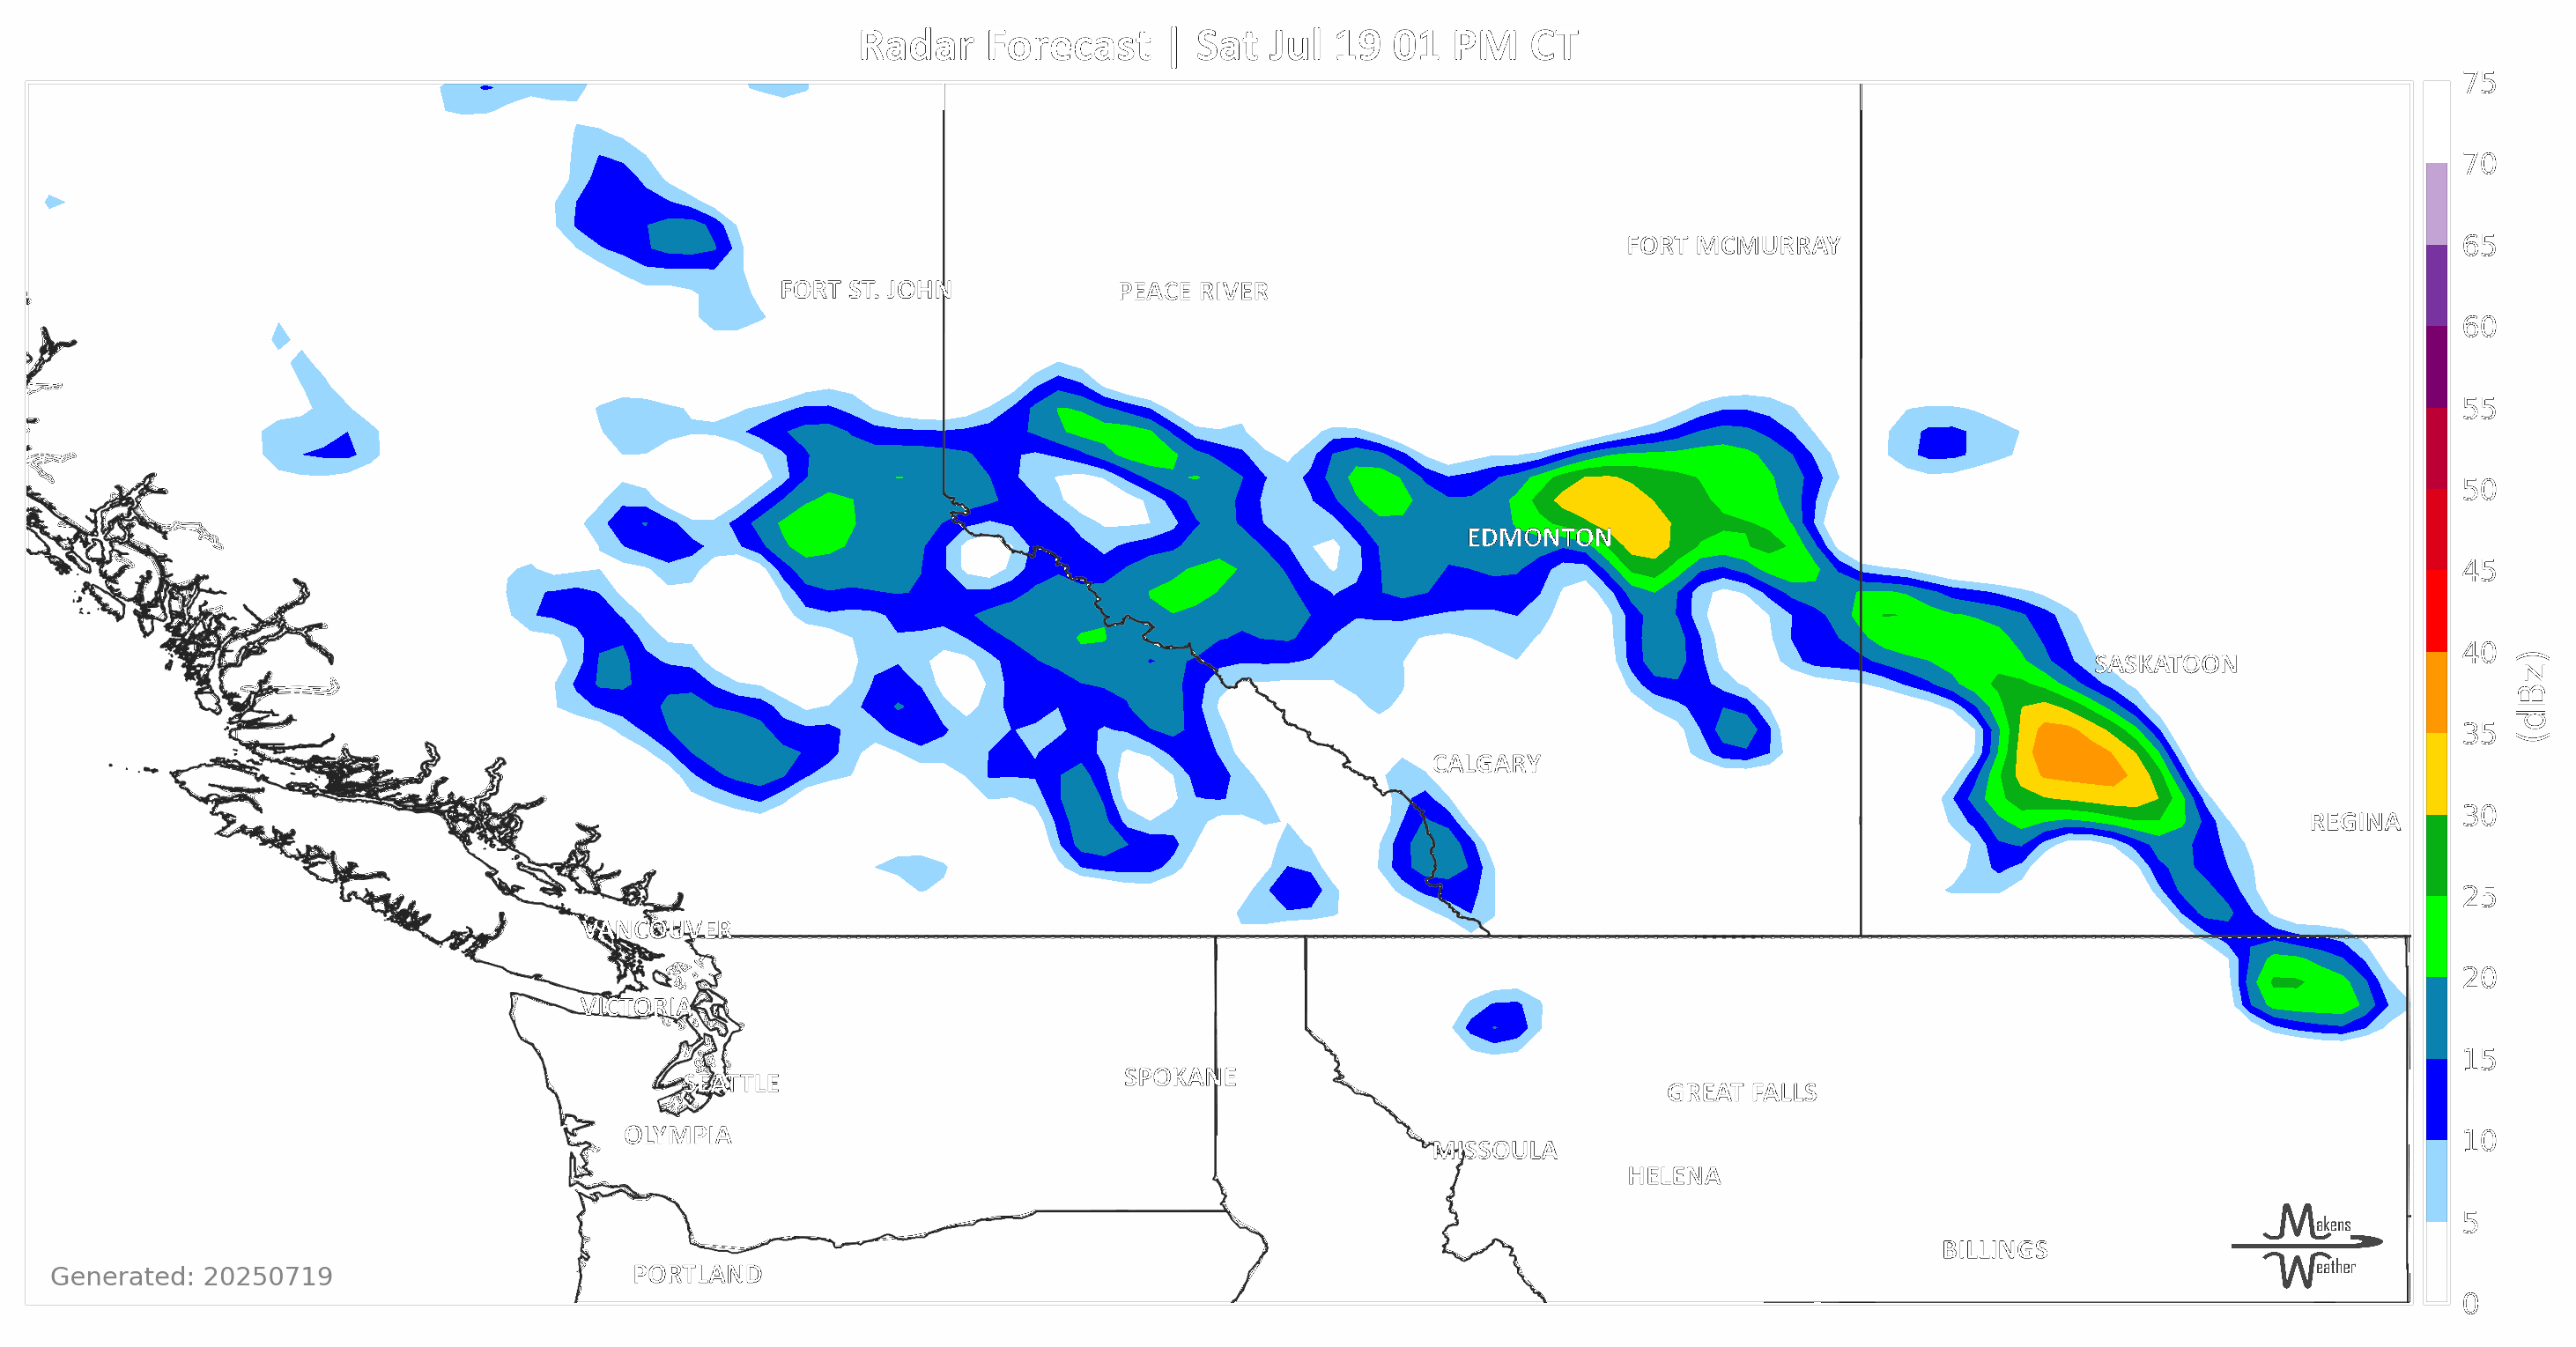 Radar Forecast | Sat Jul 19 01 PM CT
75
70
FORT MCMURRAY
65
FORT ST. JOHN
PEACE RIVER
60
55
50
EDMONTON
45
40
SASKATOON
(dBz)
35
CALGARY
30
REGINA
25
VANCOUVER
20
VICTORIA
15
SPOKANE
SEATTLE
GREAT FALLS
OLYMPIA
10
MISSOULA
HELENA
5
Makens
Weather
BILLINGS
PORTLAND
Generated: 20250719
0